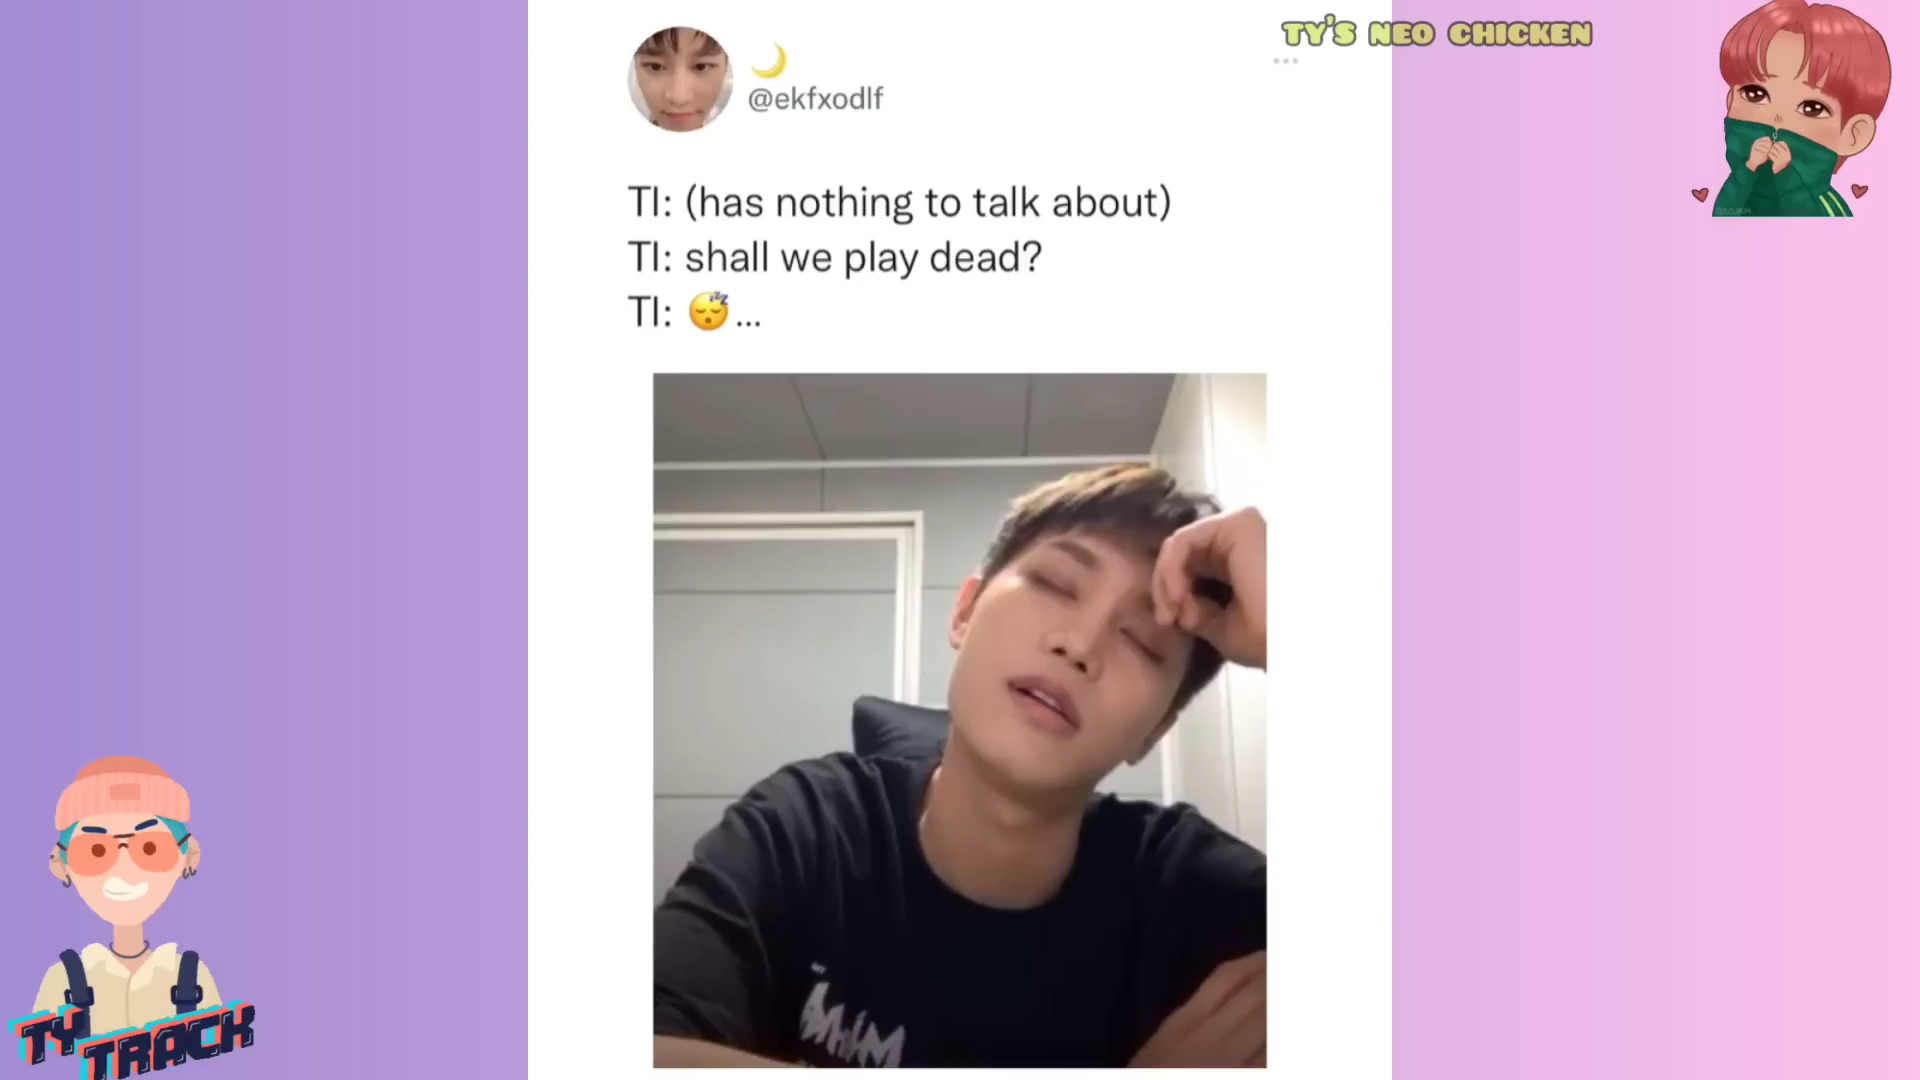 TY'S NEO CHICKEN
🌙
@ekfxodlf
TI: (has nothing to talk about)
TI: shall we play dead?
TI: 😴...
TY
TRACK